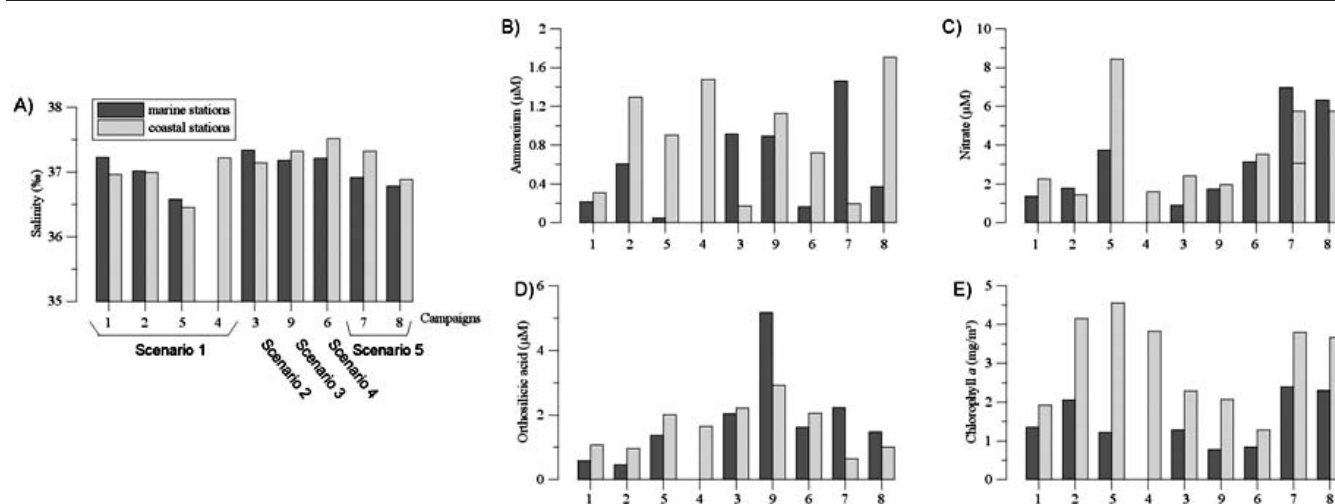 A)
marine stations
coastal stations
Salinity (‰)
38
37
36
35
1 2 5 4 3 9 6 7 8 Campaigns
Scenario 1
Scenario 2
Scenario 3
Scenario 4
Scenario 5
B)
Ammonium (µM)
2
1.6
1.2
0.8
0.4
0
1 2 5 4 3 9 6 7 8
C)
Nitrate (µM)
10
8
6
4
2
0
1 2 5 4 3 9 6 7 8
D)
Orthosilicic acid (µM)
6
4
2
0
1 2 5 4 3 9 6 7 8
E)
Chlorophyll a (mg/m³)
5
4
3
2
1
0
1 2 5 4 3 9 6 7 8